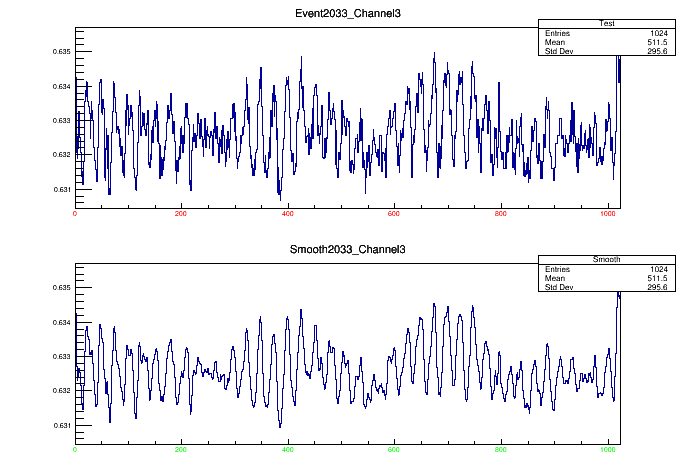 Event2033_Channel3
Test
Entries 1024
Mean 511.5
Std Dev 295.6
0.635
0.634
0.633
0.632
0.631
0 200 400 600 800 1000
Smooth2033_Channel3
Smooth
Entries 1024
Mean 511.5
Std Dev 295.6
0.635
0.634
0.633
0.632
0.631
0 200 400 600 800 1000